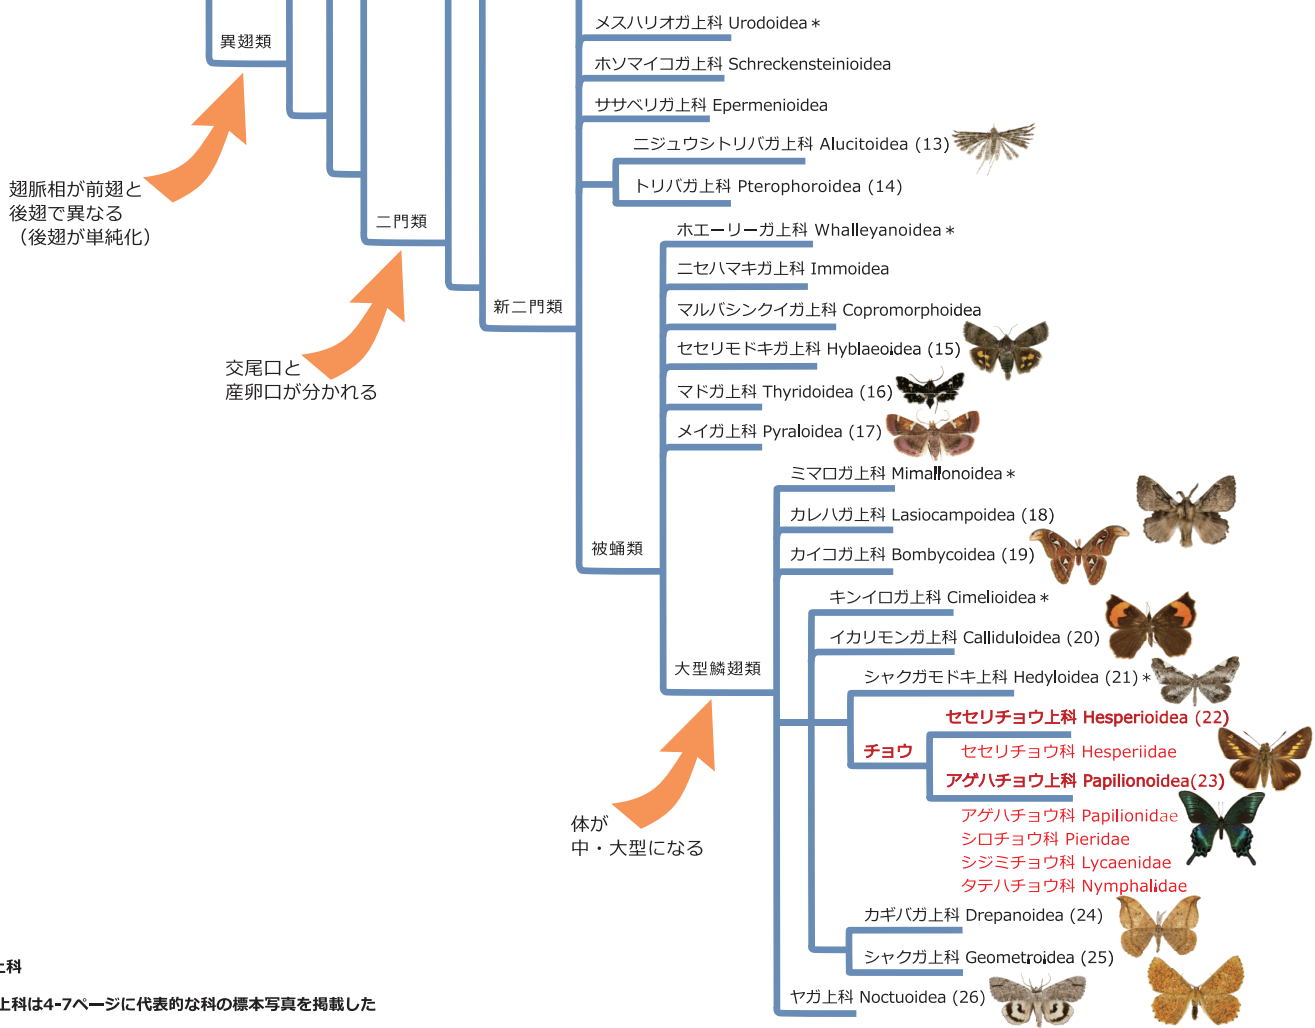 メスハリオガ上科 Urodoidea＊
異翅類
ホソマイコガ上科 Schreckensteinioidea
ササベリガ上科 Epermenioidea
ニジュウシトリバガ上科 Alucitoidea (13)
トリバガ上科 Pterophoroidea (14)
翅脈相が前翅と
後翅で異なる
（後翅が単純化）
二門類
ホエーリーガ上科 Whalleyanoidea＊
ニセハマキガ上科 Immoidea
新二門類
マルバシンクイガ上科 Copromorphoidea
セセリモドキガ上科 Hyblaeoidea (15)
交尾口と
産卵口が分かれる
マドガ上科 Thyridoidea (16)
メイガ上科 Pyraloidea (17)
ミマロガ上科 Mimallonoidea＊
カレハガ上科 Lasiocampoidea (18)
被蛹類
カイコガ上科 Bombycoidea (19)
キンイロガ上科 Cimelioidea＊
イカリモンガ上科 Calliduloidea (20)
大型鱗翅類
シャクガモドキ上科 Hedyloidea (21)＊
セセリチョウ上科 Hesperioidea (22)
チョウ
セセリチョウ科 Hesperiidae
アゲハチョウ上科 Papilionoidea(23)
アゲハチョウ科 Papilionidae
シロチョウ科 Pieridae
シジミチョウ科 Lycaenidae
タテハチョウ科 Nymphalidae
体が
中・大型になる
カギバガ上科 Drepanoidea (24)
シャクガ上科 Geometroidea (25)
ヤガ上科 Noctuoidea (26)
上科
上科は4-7ページに代表的な科の標本写真を掲載した